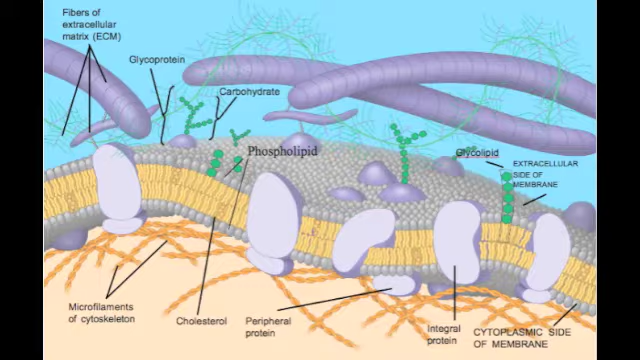 Fibers of
extracellular
matrix (ECM)
Glycoprotein
Carbohydrate
Phospholipid
Glycolipid
EXTRACELLULAR
SIDE OF
MEMBRANE
Microfilaments
of cytoskeleton
Cholesterol
Peripheral
protein
Integral
protein
CYTOPLASMIC SIDE
OF MEMBRANE